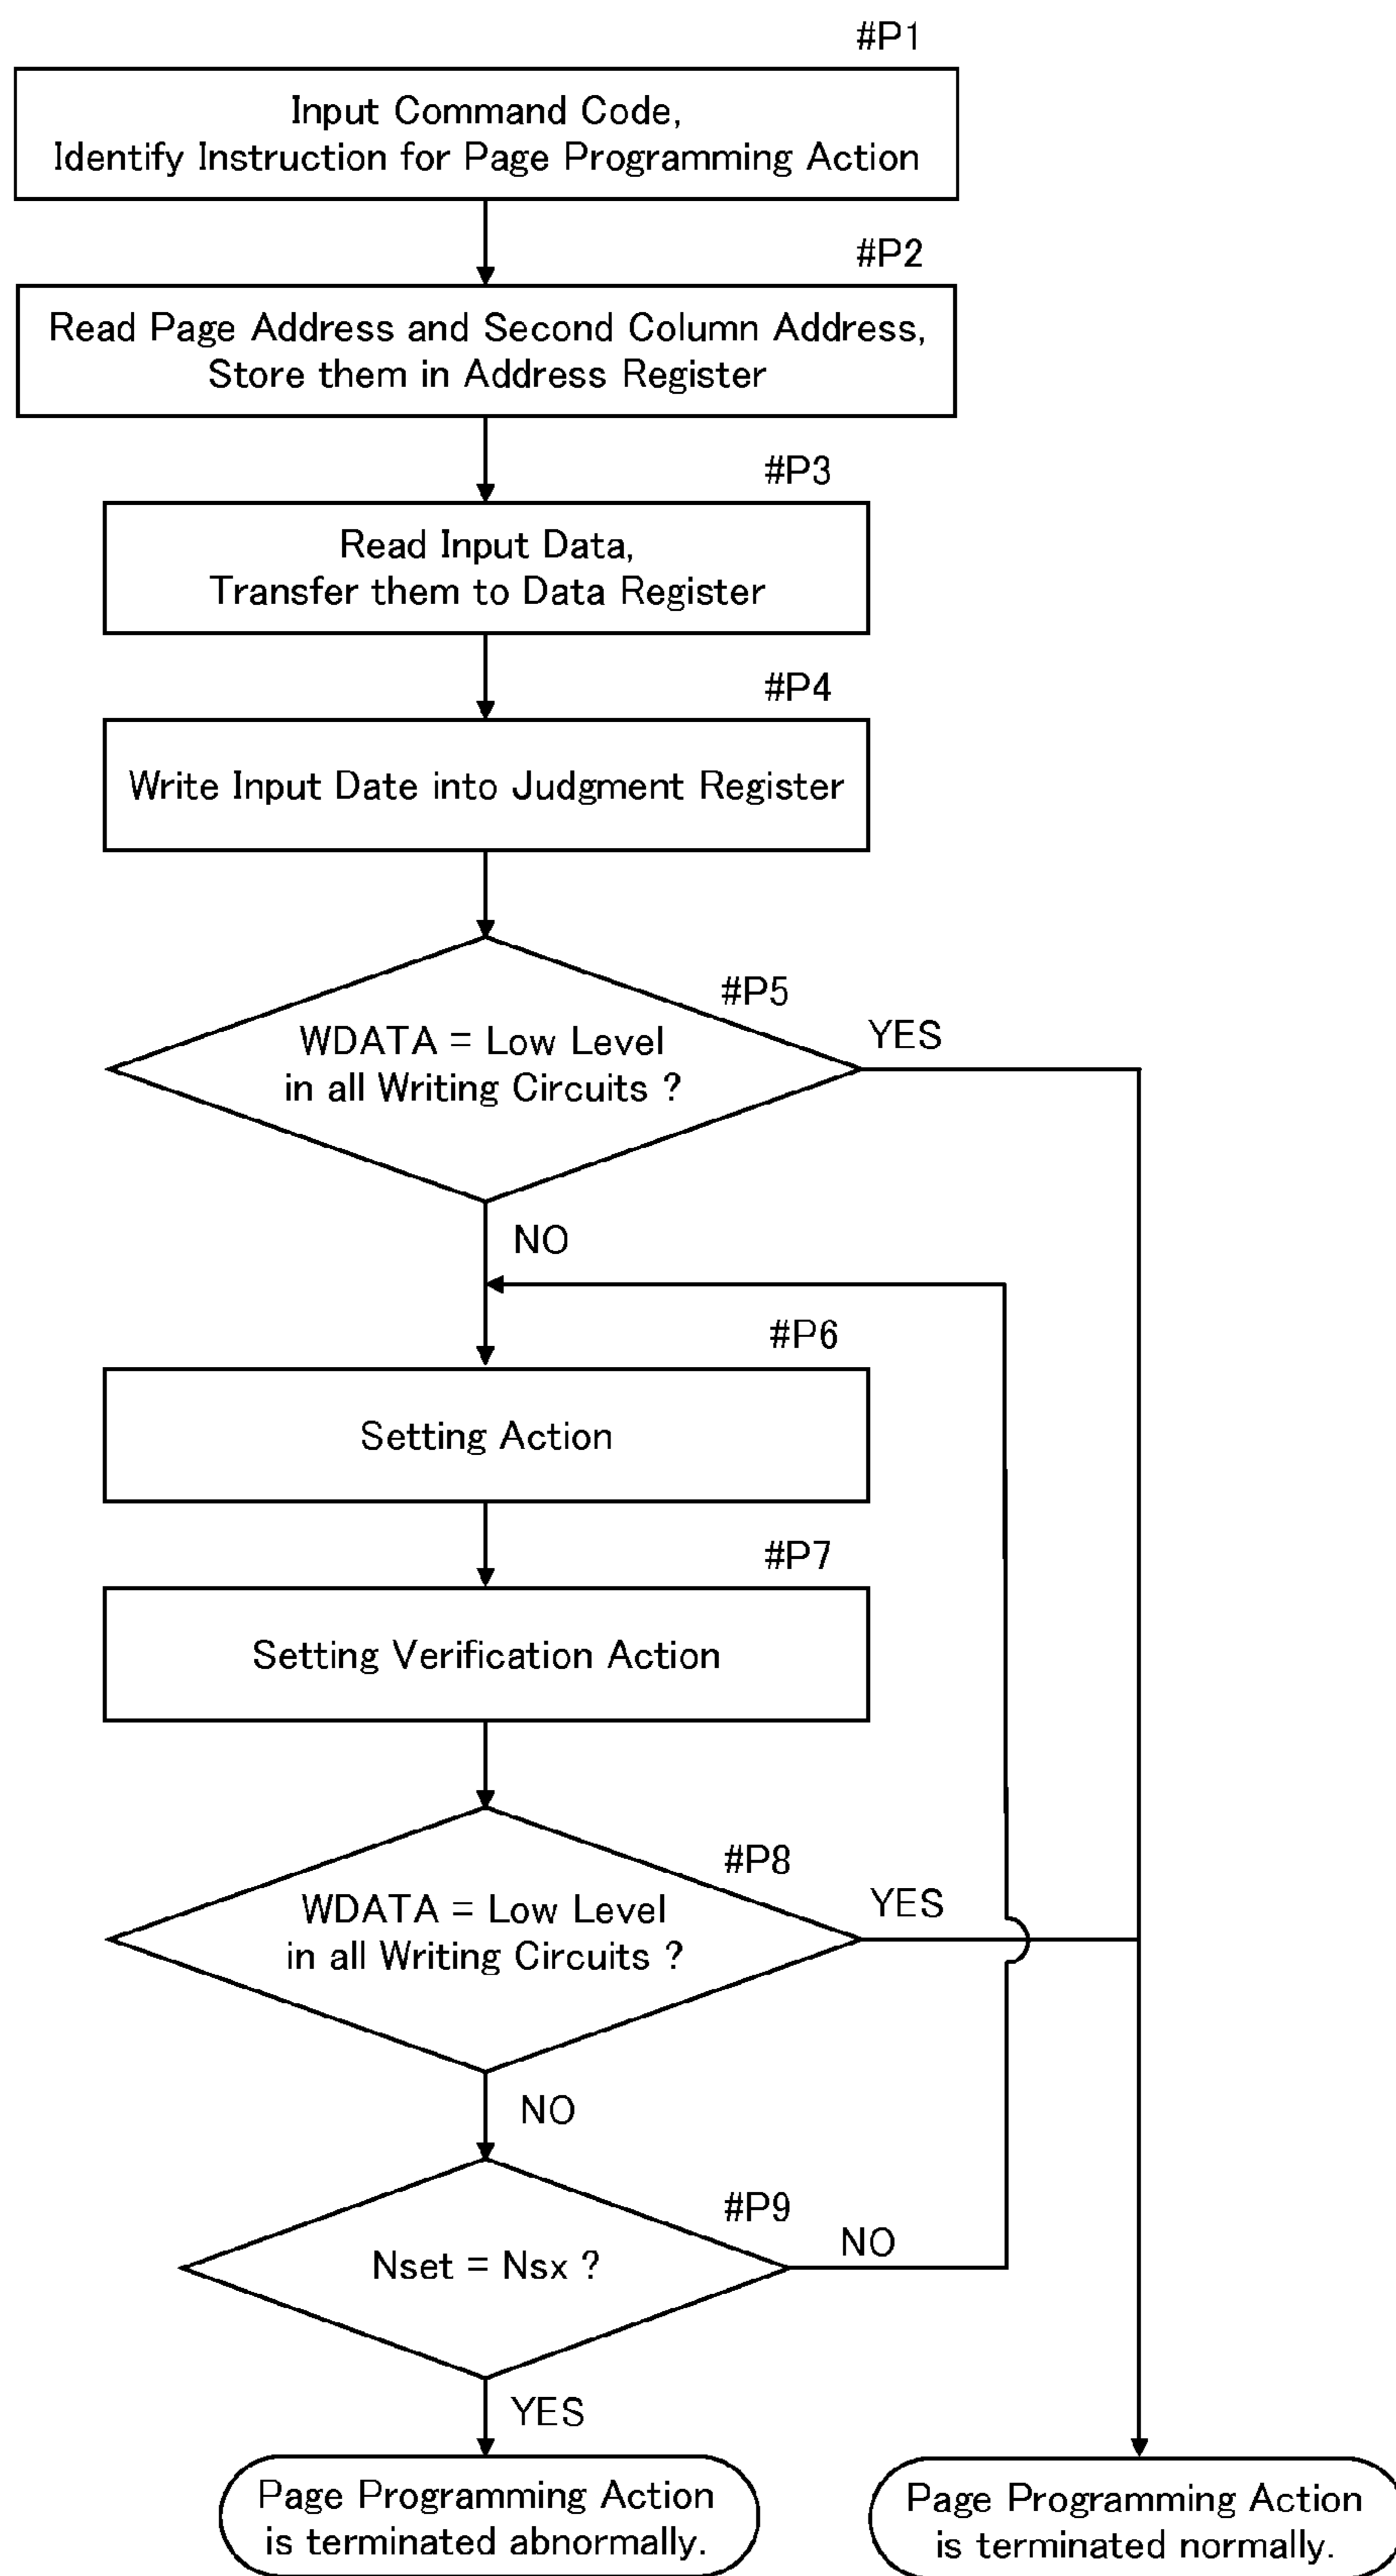 #P1
Input Command Code,
Identify Instruction for Page Programming Action
#P2
Read Page Address and Second Column Address,
Store them in Address Register
#P3
Read Input Data,
Transfer them to Data Register
#P4
Write Input Date into Judgment Register
#P5
WDATA = Low Level
in all Writing Circuits ?
YES
NO
#P6
Setting Action
#P7
Setting Verification Action
#P8
WDATA = Low Level
in all Writing Circuits ?
YES
NO
#P9
Nset = Nsx ?
NO
YES
Page Programming Action
is terminated abnormally.
Page Programming Action
is terminated normally.